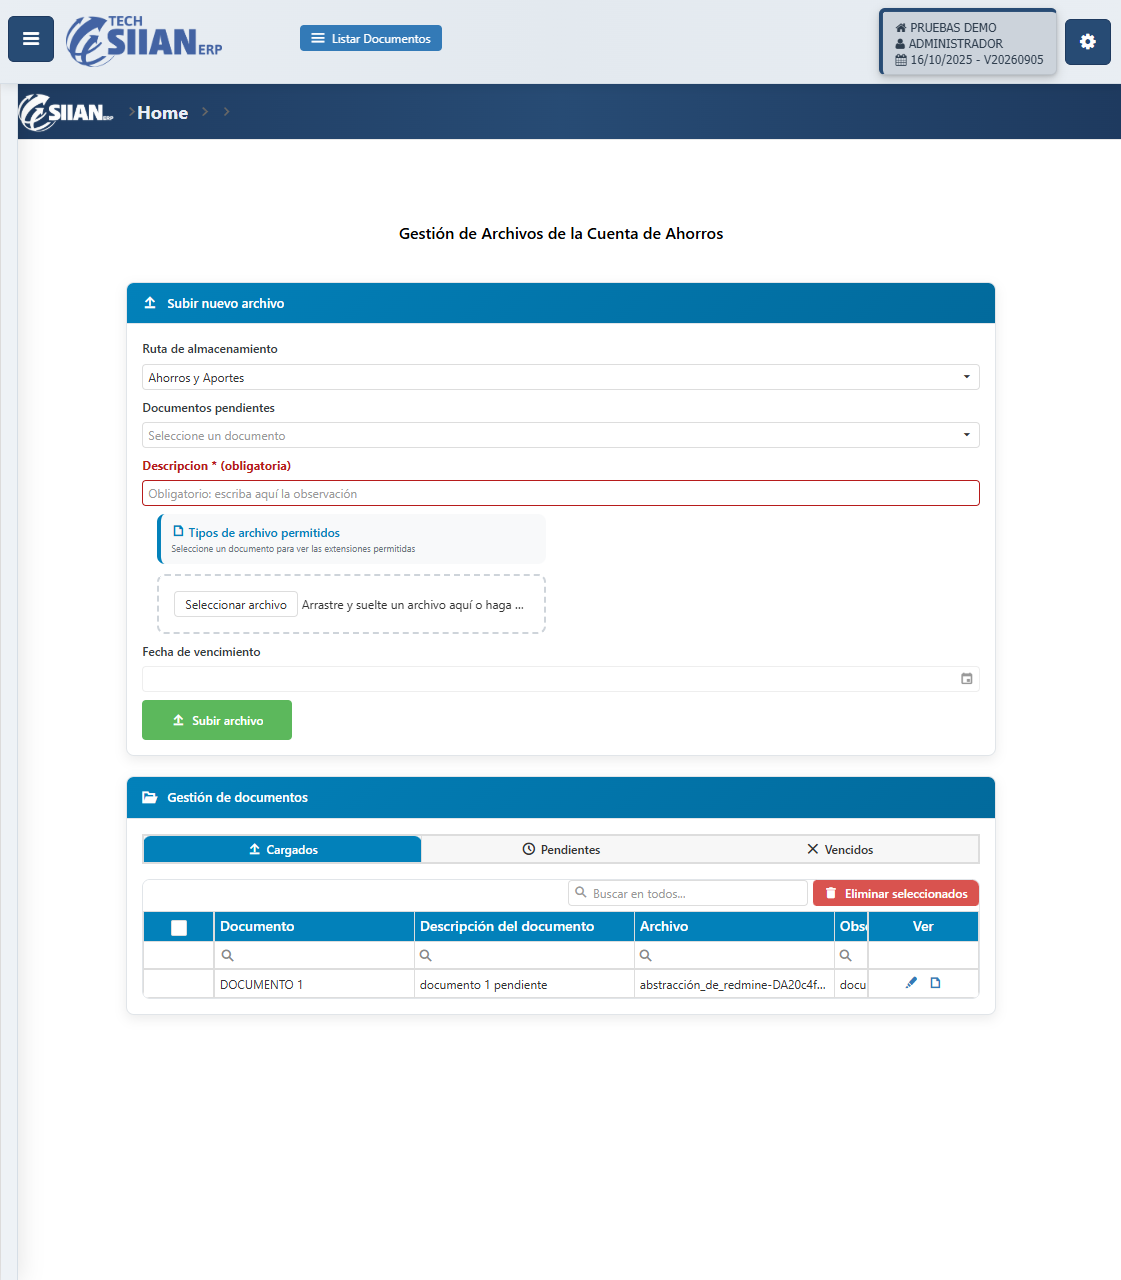 TECH
SIIAN ERP
Listar Documentos
PRUEBAS DEMO
ADMINISTRADOR
16/10/2025 - V20260905
SIIAN ERP
Home
Gestión de Archivos de la Cuenta de Ahorros
Subir nuevo archivo
Ruta de almacenamiento
Ahorros y Aportes
Documentos pendientes
Seleccione un documento
Descripcion * (obligatoria)
Obligatorio: escriba aquí la observación
Tipos de archivo permitidos
Seleccione un documento para ver las extensiones permitidas
Seleccionar archivo Arrastre y suelte un archivo aquí o haga ...
Fecha de vencimiento
Subir archivo
Gestión de documentos
Cargados Pendientes Vencidos
Buscar en todos... Eliminar seleccionados
Documento Descripción del documento Archivo Obse Ver
DOCUMENTO 1 documento 1 pendiente abstracción_de_redmine-DA20c4f... docu